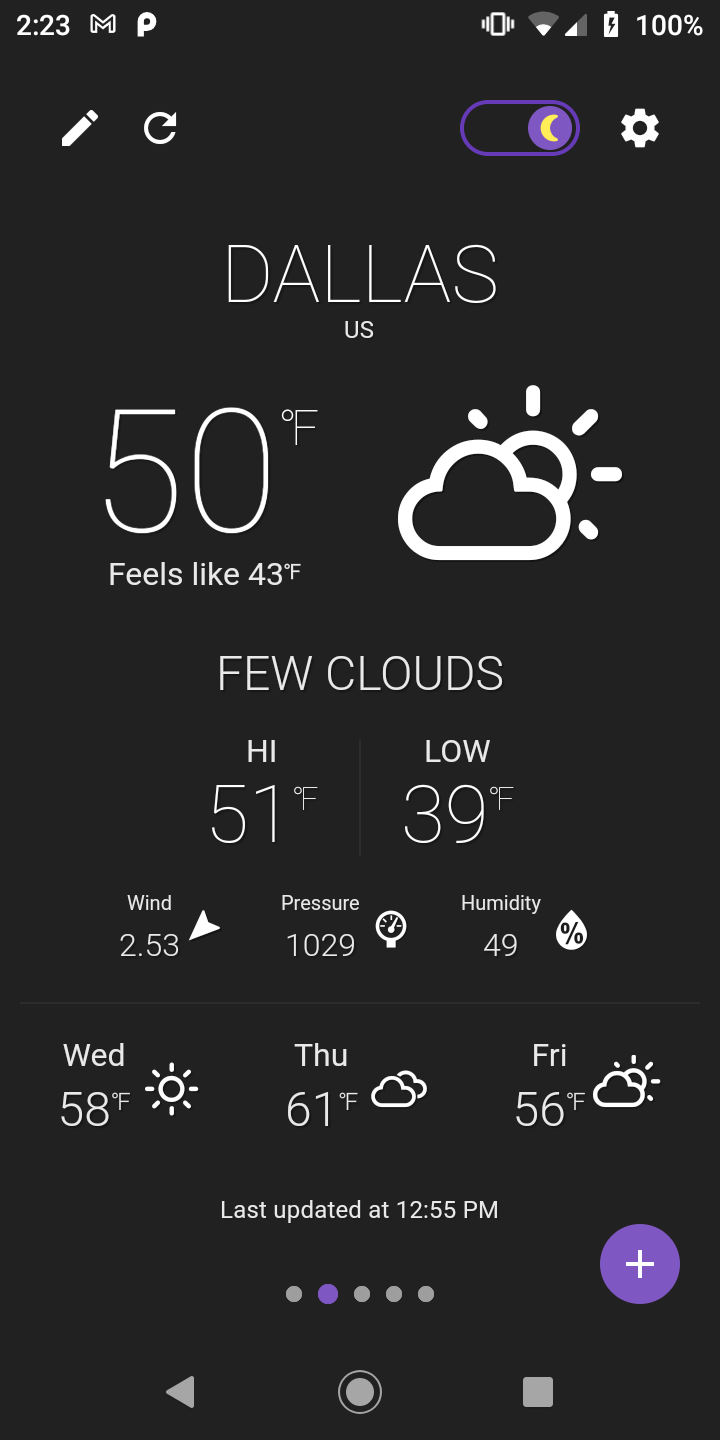 2:23 100%
DALLAS
US
50°F
Feels like 43°F
FEW CLOUDS
HI LOW
51°F 39°F
Wind Pressure Humidity
2.53 1029 49 %
Wed Thu Fri
58°F 61°F 56°F
Last updated at 12:55 PM